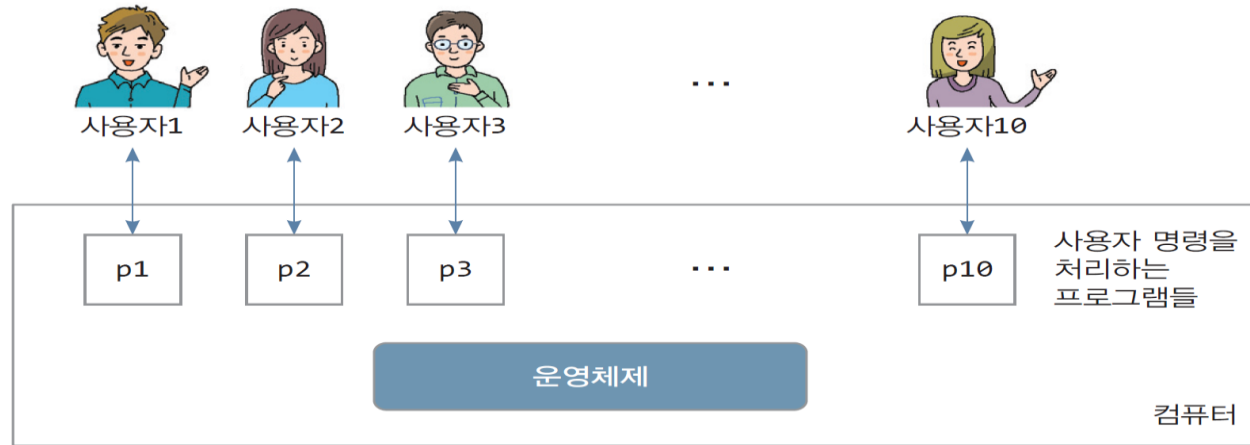 사용자1 사용자2 사용자3 ... 사용자10
p1 p2 p3 ... p10
사용자 명령을
처리하는
프로그램들
운영체제
컴퓨터